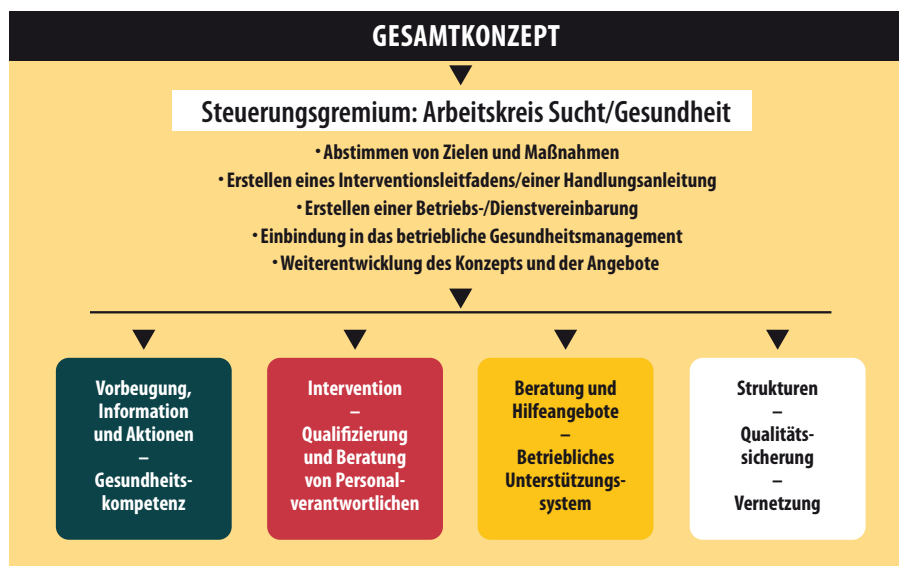 GESAMTKONZEPT
Steuerungsgremium: Arbeitskreis Sucht/Gesundheit
• Abstimmen von Zielen und Maßnahmen
• Erstellen eines Interventionsleitfadens/einer Handlungsanleitung
• Erstellen einer Betriebs-/Dienstvereinbarung
• Einbindung in das betriebliche Gesundheitsmanagement
• Weiterentwicklung des Konzepts und der Angebote
Vorbeugung,
Information
und Aktionen
–
Gesundheits-
kompetenz
Intervention
–
Qualifizierung
und Beratung
von Personal-
verantwortlichen
Beratung und
Hilfeangebote
–
Betriebliches
Unterstützungs-
system
Strukturen
–
Qualitäts-
sicherung
–
Vernetzung